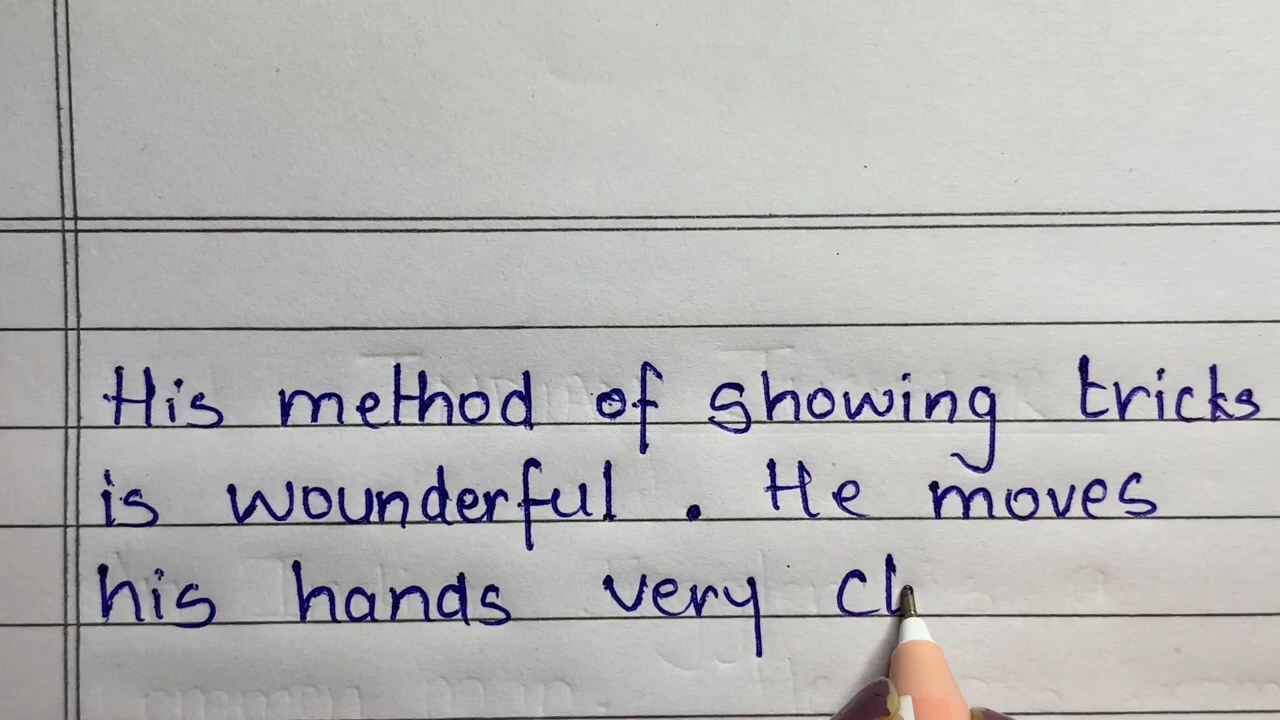 His method of showing tricks
is wounderful . He moves
his hands very